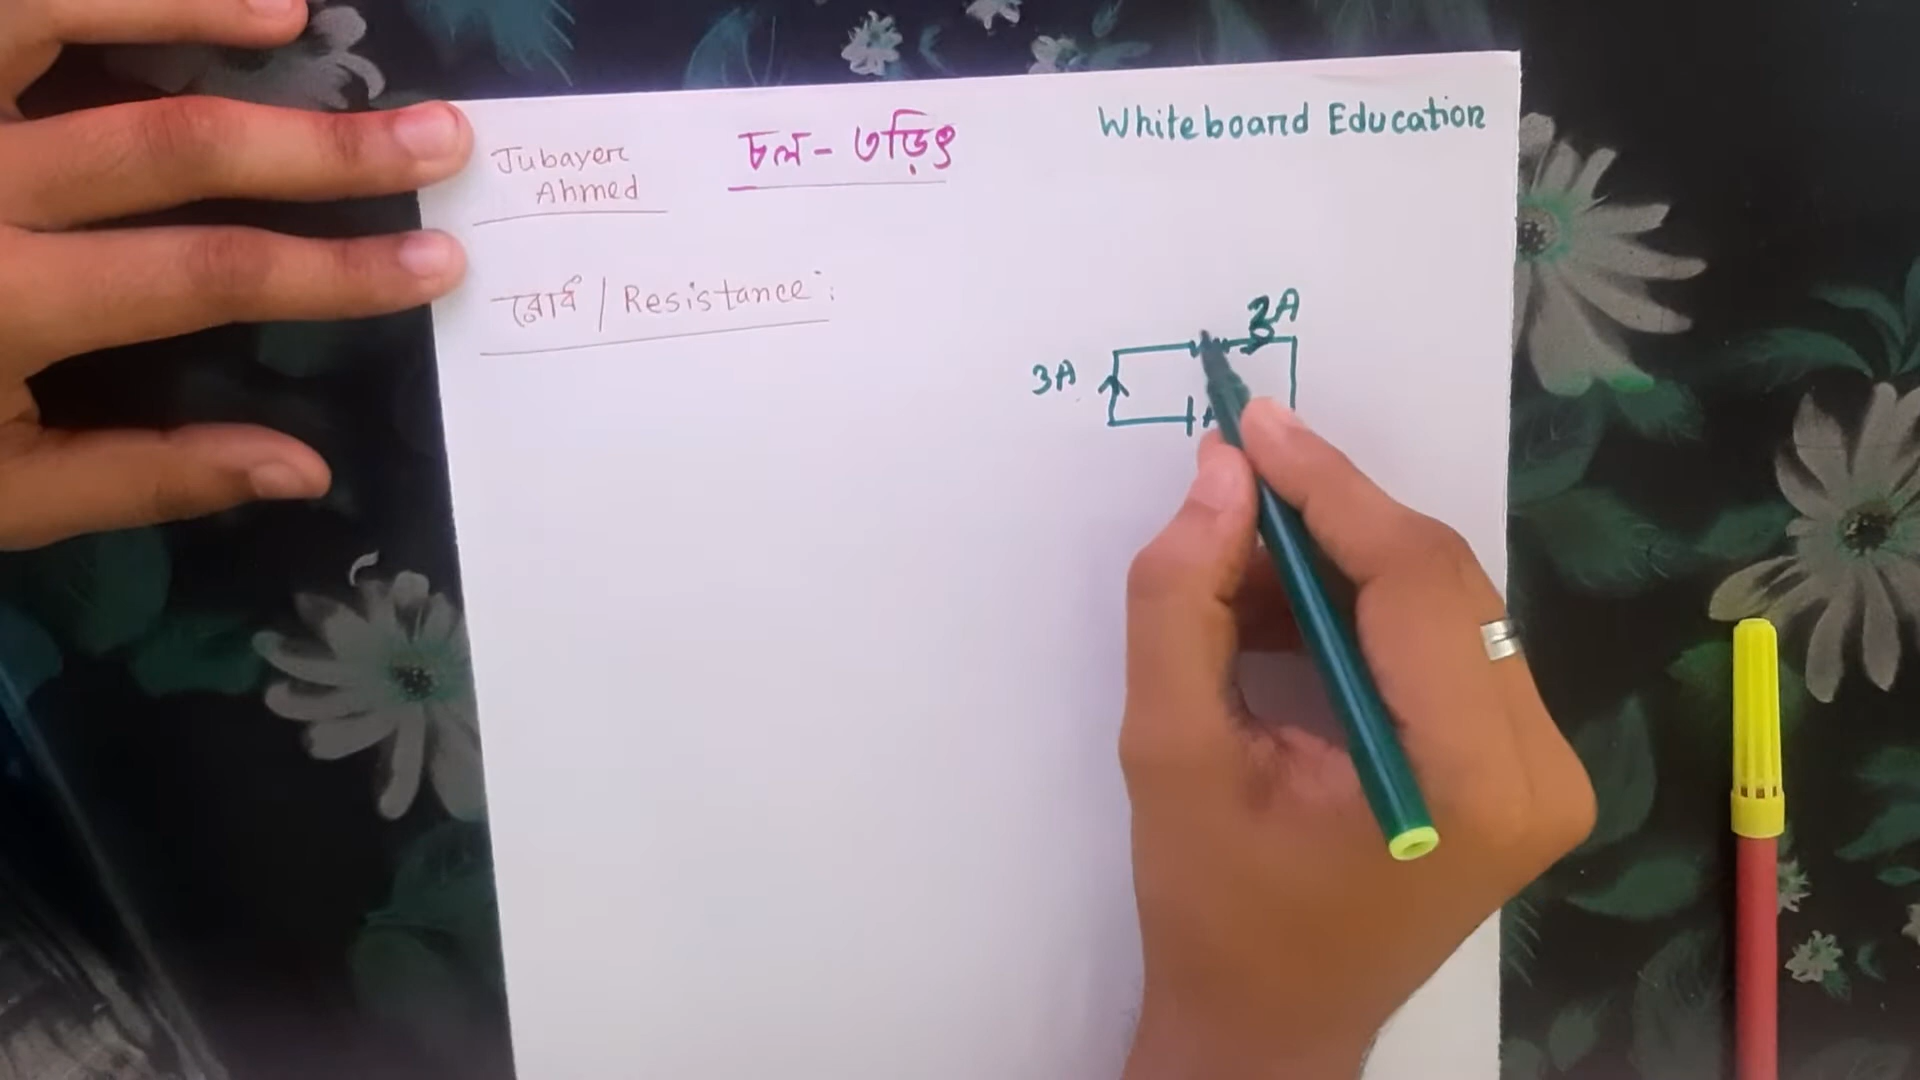 Jubayer
Ahmed
চল-তড়িৎ
Whiteboard Education
রোধ / Resistance :
3A
3A